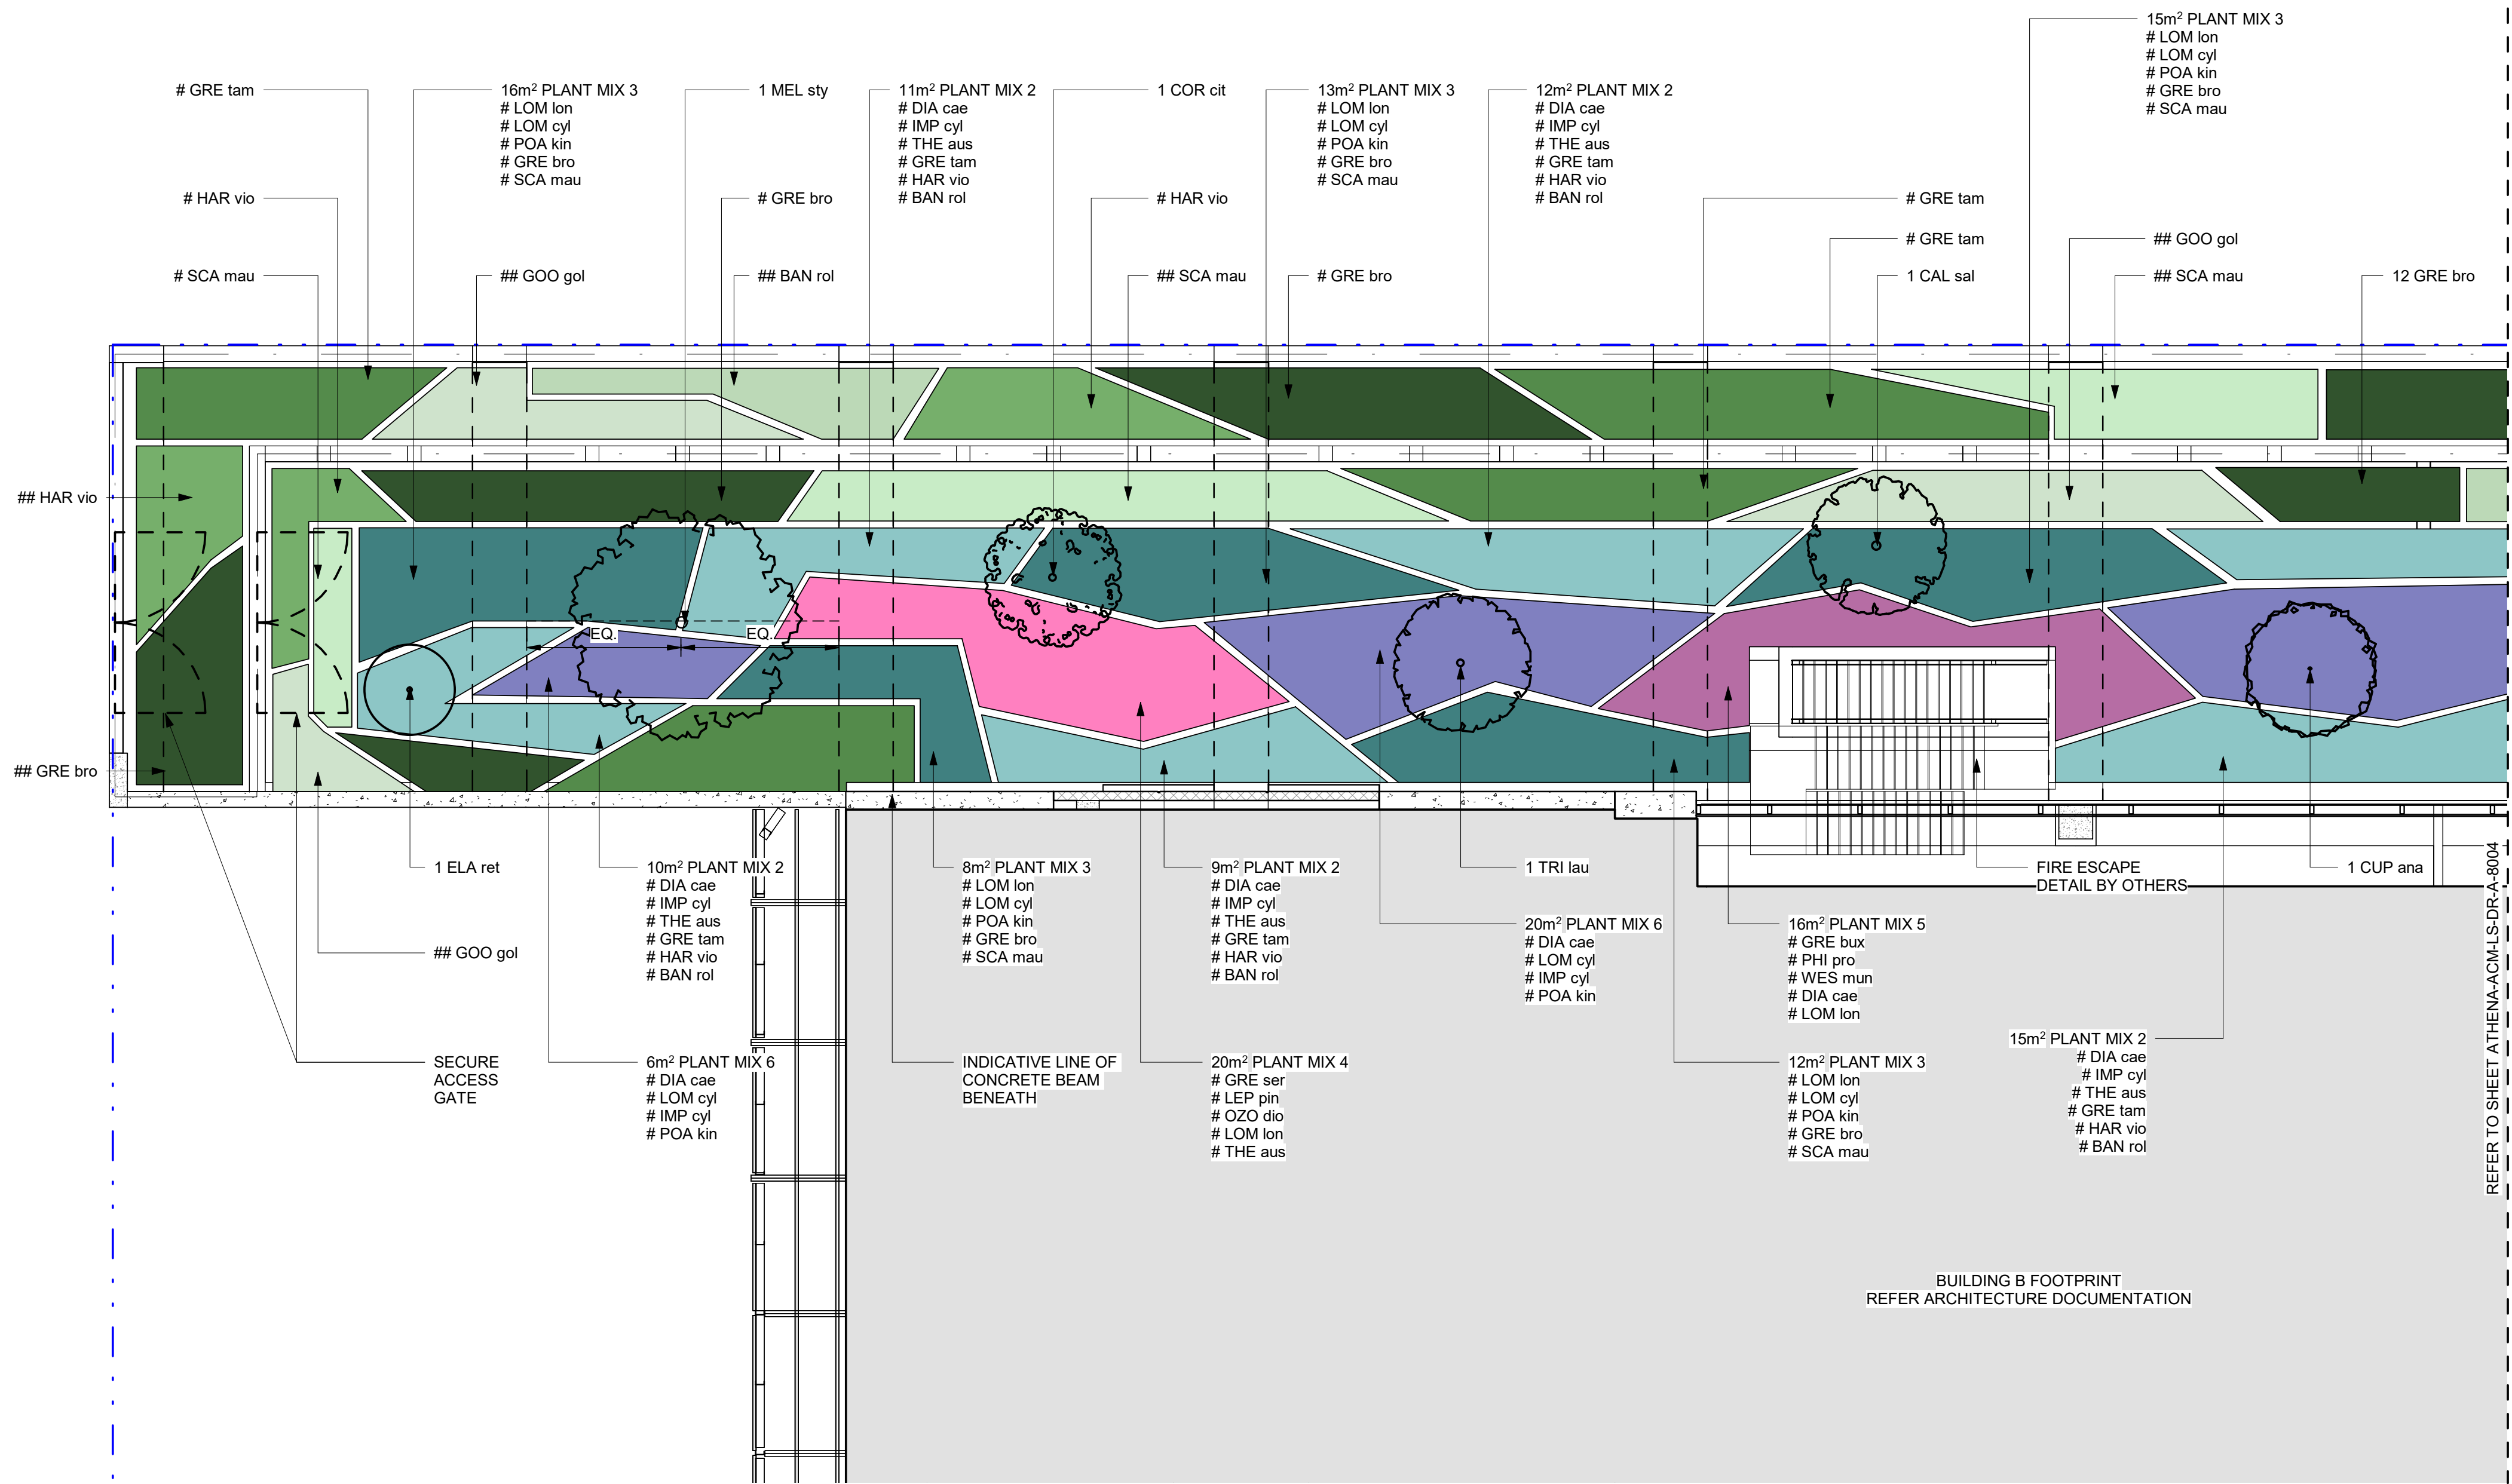 15m² PLANT MIX 3
# LOM lon
# LOM cyl
# POA kin
# GRE bro
# SCA mau
# GRE tam
16m² PLANT MIX 3
# LOM lon
# LOM cyl
# POA kin
# GRE bro
# SCA mau
1 MEL sty
11m² PLANT MIX 2
# DIA cae
# IMP cyl
# THE aus
# GRE tam
# HAR vio
# BAN rol
1 COR cit
13m² PLANT MIX 3
# LOM lon
# LOM cyl
# POA kin
# GRE bro
# SCA mau
12m² PLANT MIX 2
# DIA cae
# IMP cyl
# THE aus
# GRE tam
# HAR vio
# BAN rol
# HAR vio
# GRE bro
# HAR vio
# GRE tam
# GRE tam
## GOO gol
# SCA mau
## GOO gol
## BAN rol
## SCA mau
# GRE bro
1 CAL sal
## SCA mau
12 GRE bro
## HAR vio
EQ.
EQ.
## GRE bro
1 ELA ret
10m² PLANT MIX 2
# DIA cae
# IMP cyl
# THE aus
# GRE tam
# HAR vio
# BAN rol
8m² PLANT MIX 3
# LOM lon
# LOM cyl
# POA kin
# GRE bro
# SCA mau
9m² PLANT MIX 2
# DIA cae
# IMP cyl
# THE aus
# GRE tam
# HAR vio
# BAN rol
1 TRI lau
FIRE ESCAPE
DETAIL BY OTHERS
1 CUP ana
## GOO gol
20m² PLANT MIX 6
# DIA cae
# LOM cyl
# IMP cyl
# POA kin
16m² PLANT MIX 5
# GRE bux
# PHI pro
# WES mun
# DIA cae
# LOM lon
SECURE
ACCESS
GATE
6m² PLANT MIX 6
# DIA cae
# LOM cyl
# IMP cyl
# POA kin
INDICATIVE LINE OF
CONCRETE BEAM
BENEATH
20m² PLANT MIX 4
# GRE ser
# LEP pin
# OZO dio
# LOM lon
# THE aus
12m² PLANT MIX 3
# LOM lon
# LOM cyl
# POA kin
# GRE bro
# SCA mau
15m² PLANT MIX 2
# DIA cae
# IMP cyl
# THE aus
# GRE tam
# HAR vio
# BAN rol
REFER TO SHEET ATHENA-ACM-LS-DR-A-8004
BUILDING B FOOTPRINT
REFER ARCHITECTURE DOCUMENTATION